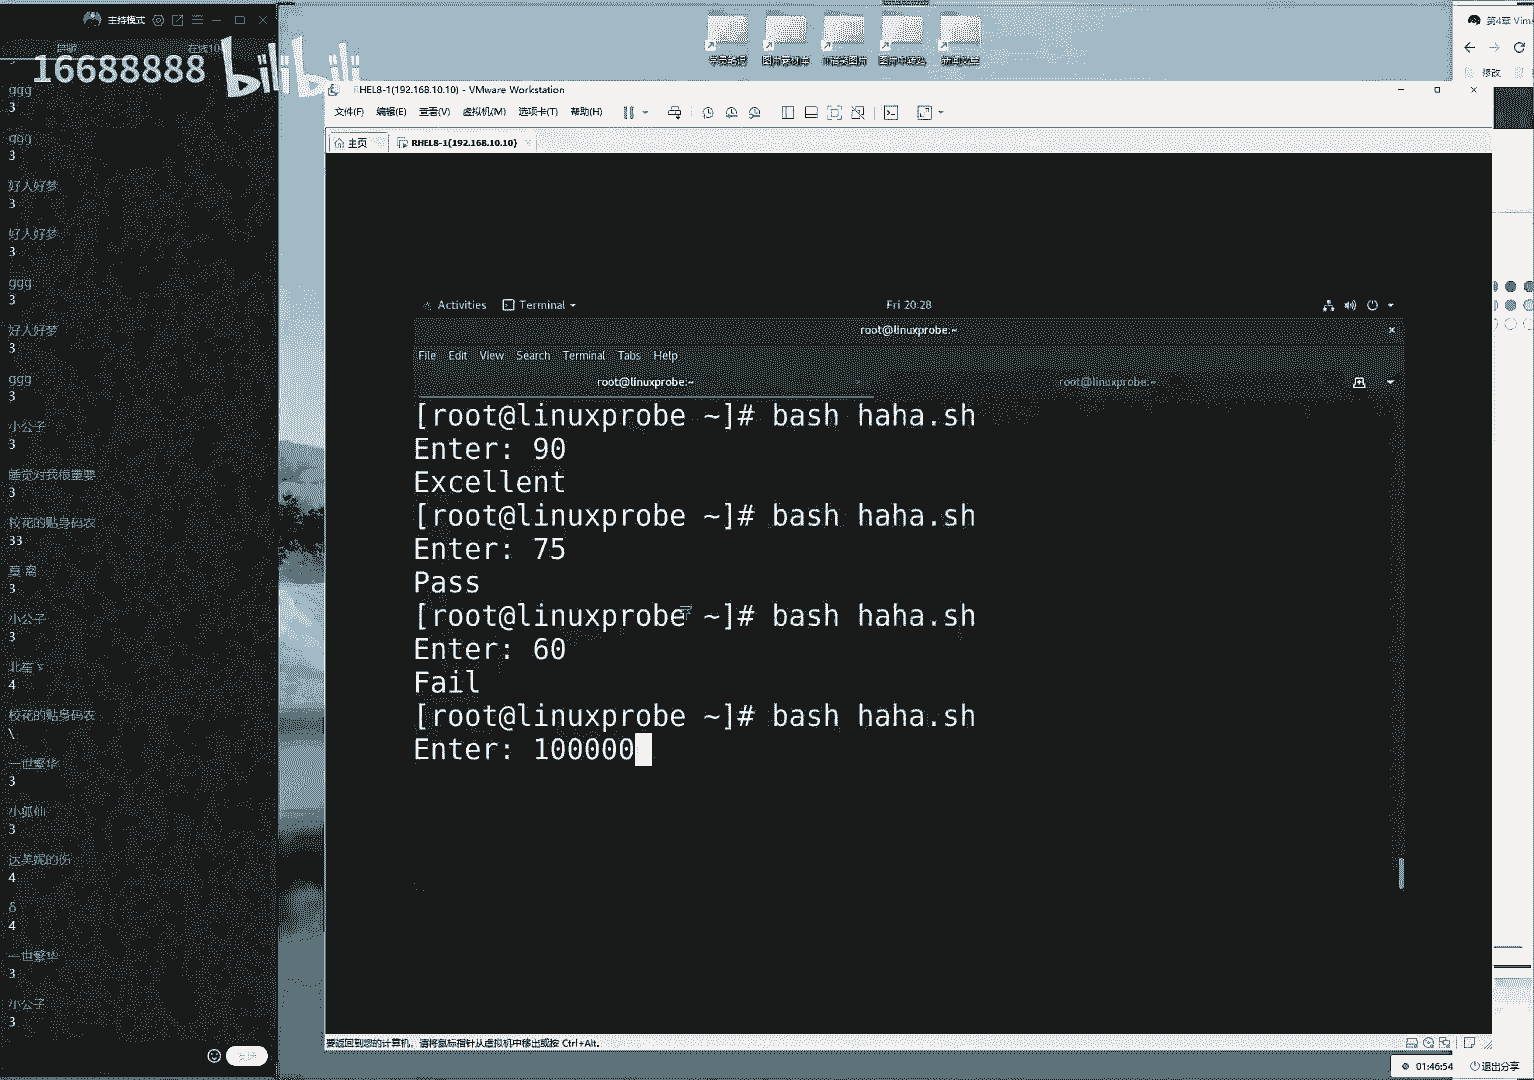 主持模式
16688888
bilibili
ggg
3
3
好人好梦
3
好人好梦
3
ggg
3
好人好梦
3
ggg
3
小公子
3
睡觉对我很重要
3
校花的贴身码农
33
夏 离
3
小公子
3
4
校花的贴身码农
\
一世繁华
3
小狐仙
3
4
δ
4
一世繁华
3
小公子
3
发送
RHEL8-1(192.168.10.10) - VMware Workstation
文件(F) 编辑(E) 查看(V) 虚拟机(M) 选项卡(T) 帮助(H)
主页
RHEL8-1(192.168.10.10)
Activities Terminal Fri 20:28
root@linuxprobe:~
File Edit View Search Terminal Tabs Help
root@linuxprobe:~ root@linuxprobe:~
[root@linuxprobe ~]# bash haha.sh
Enter: 90
Excellent
[root@linuxprobe ~]# bash haha.sh
Enter: 75
Pass
[root@linuxprobe ~]# bash haha.sh
Enter: 60
Fail
[root@linuxprobe ~]# bash haha.sh
Enter: 100000
要返回到您的计算机，请将鼠标指针从虚拟机中移出或按 Ctrl+Alt。
第4章 Vim
修改
01:46:54 退出分享